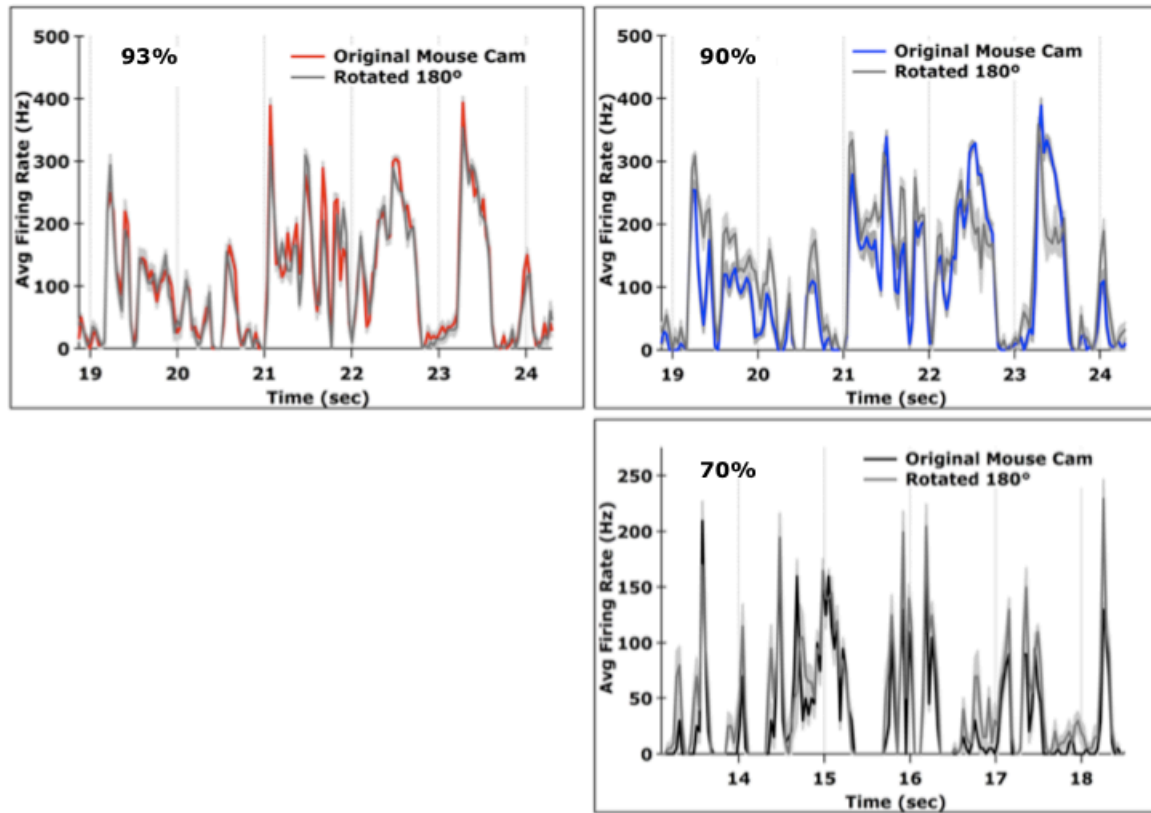 500
400
300
200
100
0
Avg Firing Rate (Hz)
93%
Original Mouse Cam
Rotated 180º
19 20 21 22 23 24
Time (sec)
500
400
300
200
100
0
Avg Firing Rate (Hz)
90%
Original Mouse Cam
Rotated 180º
19 20 21 22 23 24
Time (sec)
250
200
150
100
50
0
Avg Firing Rate (Hz)
70%
Original Mouse Cam
Rotated 180°
14 15 16 17 18
Time (sec)